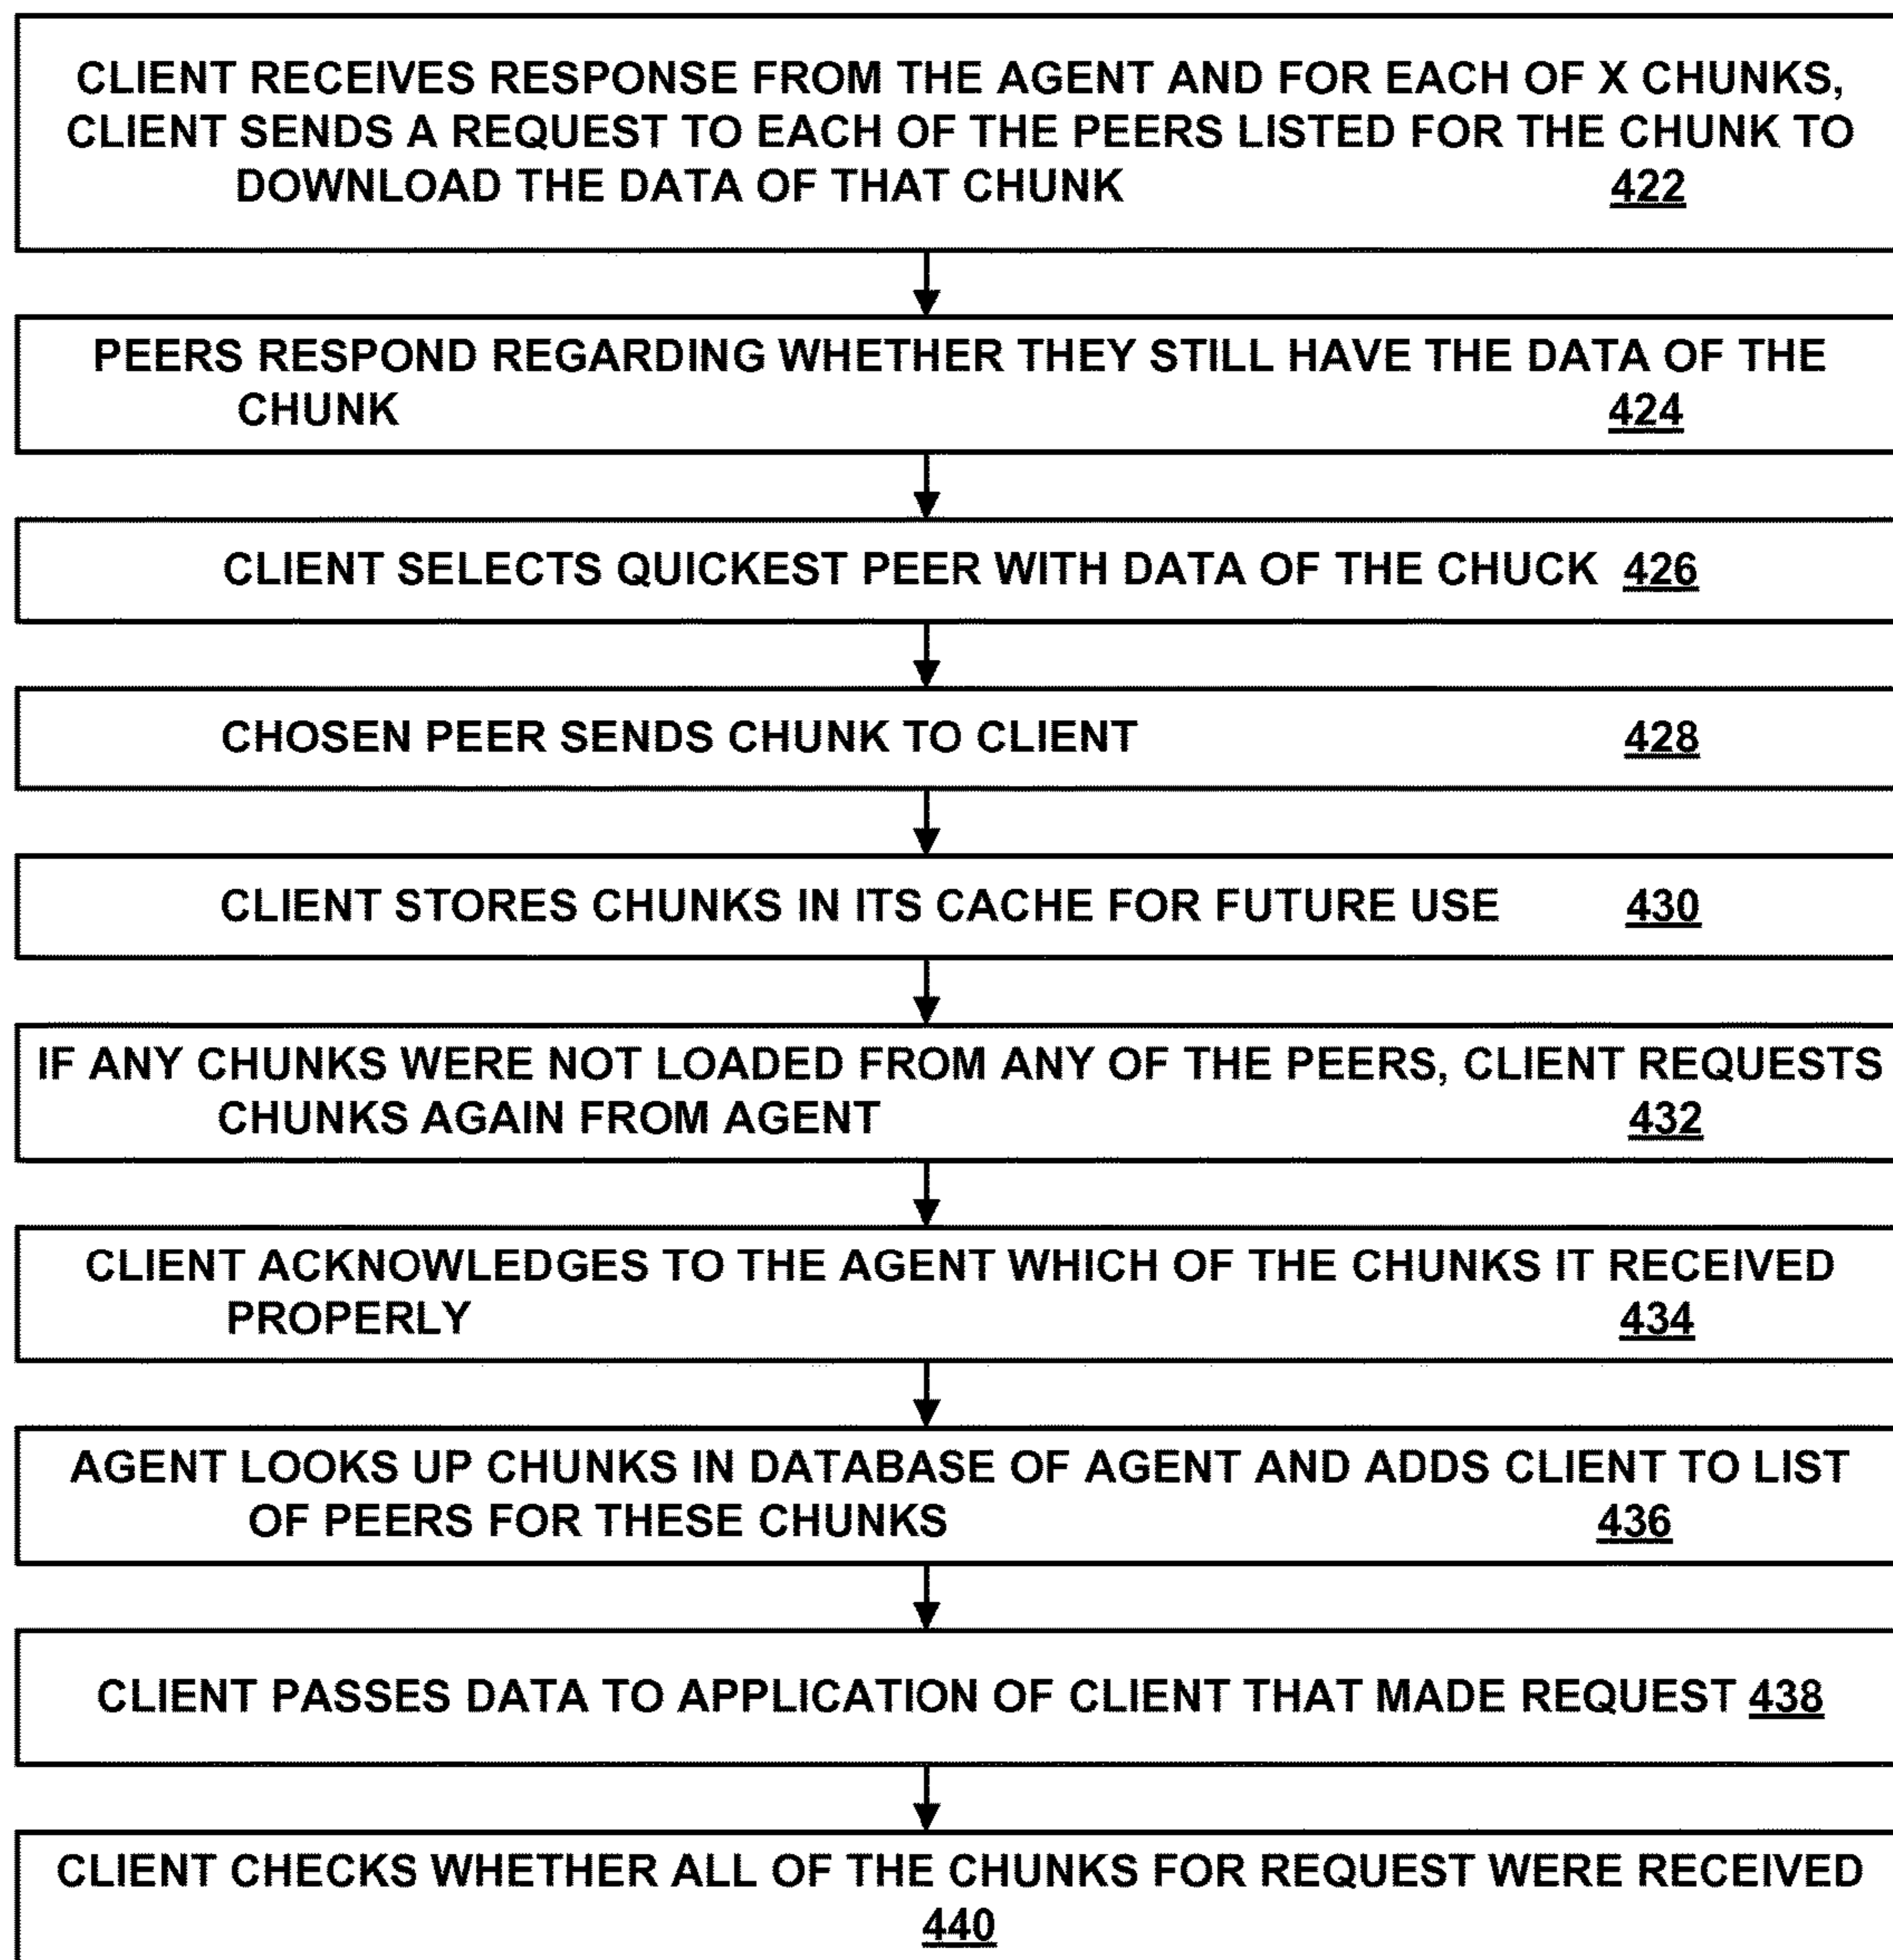 CLIENT RECEIVES RESPONSE FROM THE AGENT AND FOR EACH OF X CHUNKS,
CLIENT SENDS A REQUEST TO EACH OF THE PEERS LISTED FOR THE CHUNK TO
DOWNLOAD THE DATA OF THAT CHUNK 422
PEERS RESPOND REGARDING WHETHER THEY STILL HAVE THE DATA OF THE
CHUNK 424
CLIENT SELECTS QUICKEST PEER WITH DATA OF THE CHUCK 426
CHOSEN PEER SENDS CHUNK TO CLIENT 428
CLIENT STORES CHUNKS IN ITS CACHE FOR FUTURE USE 430
IF ANY CHUNKS WERE NOT LOADED FROM ANY OF THE PEERS, CLIENT REQUESTS
CHUNKS AGAIN FROM AGENT 432
CLIENT ACKNOWLEDGES TO THE AGENT WHICH OF THE CHUNKS IT RECEIVED
PROPERLY 434
AGENT LOOKS UP CHUNKS IN DATABASE OF AGENT AND ADDS CLIENT TO LIST
OF PEERS FOR THESE CHUNKS 436
CLIENT PASSES DATA TO APPLICATION OF CLIENT THAT MADE REQUEST 438
CLIENT CHECKS WHETHER ALL OF THE CHUNKS FOR REQUEST WERE RECEIVED
440